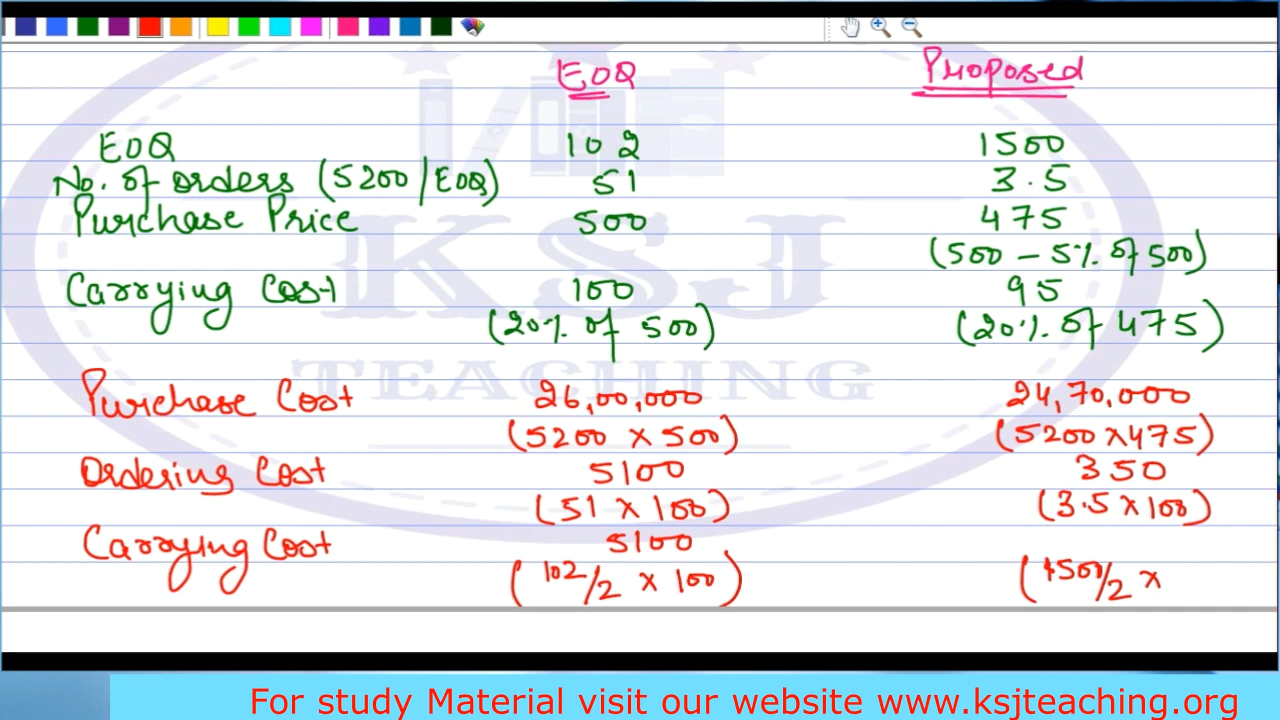 EOQ Proposed
EOQ 102 1500
No. of orders (5200/EOQ) 51 3.5
Purchase Price 500 475
(500 - 5% of 500)
Carrying Cost 100 95
(20% of 500) (20% of 475)
Purchase Cost 26,00,000 24,70,000
(5200 x 500) (5200 x 475)
Ordering Cost 5100 350
(51 x 100) (3.5 x 100)
Carrying Cost 5100
(102/2 x 100) (1500/2 x
KSJ
TEACHING
For study Material visit our website www.ksjteaching.org